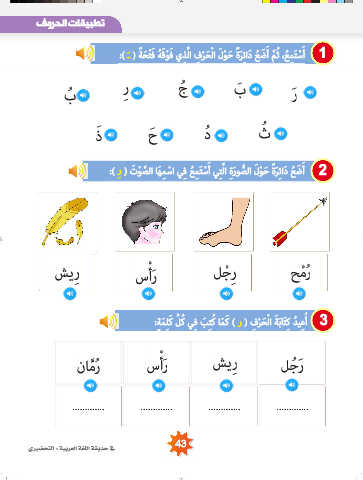 تطبيقات الحروف
1 أَسْتَمِعُ، ثُمَّ أَضَعُ دَائِرَةً حَوْلَ الْحَرْفِ الَّذِي فَوْقَهُ فَتْحَةٌ ( ـَ ):
رَ بَ جُ رِ بُ
ثُ دُ حَ ذَ
2 أَضَعُ دَائِرَةً حَوْلَ الصُّورَةِ الَّتِي أَسْتَمِعُ فِي اسْمِهَا الصَّوْتَ ( رِ ):
رُمْح رِجْل رَأْس رِيش
3 أُعِيدُ كِتَابَةَ الْحَرْفِ ( ر ) كَمَا كُتِبَ فِي كُلِّ كَلِمَةٍ:
رَجُل رِيش رَأْس رُمَّان
............ ............ ............ ............
43
في حديقة اللغة العربية - التحضيري